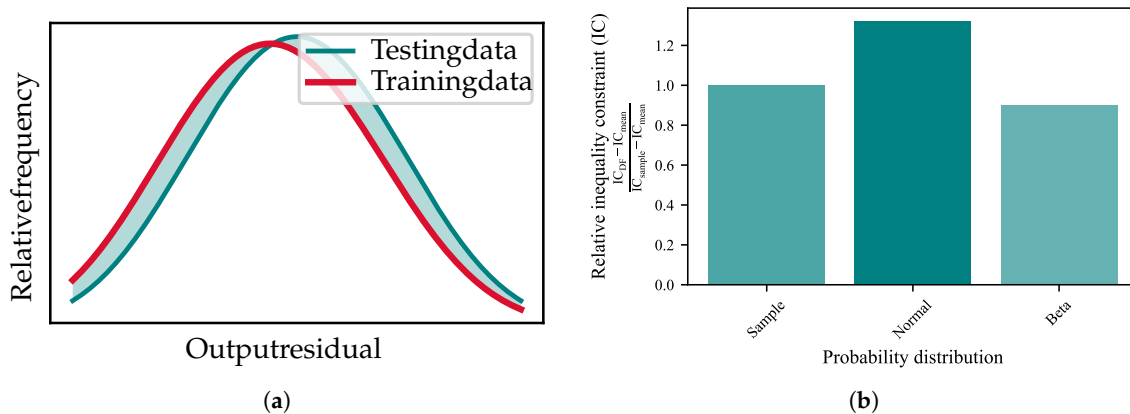 Testingdata
Trainingdata
Relativefrequency
Outputresidual
(a)
Relative inequality constraint (IC)
IC_DF − IC_mean
IC_sample − IC_mean
1.2
1.0
0.8
0.6
0.4
0.2
0.0
Sample
Normal
Beta
Probability distribution
(b)